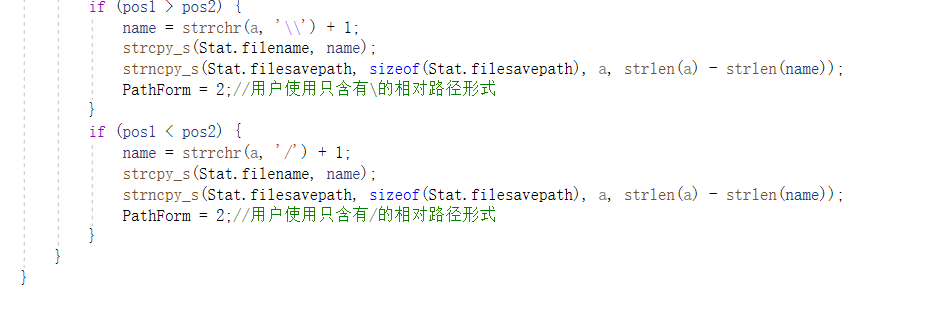 if (pos1 > pos2) {
name = strrchr(a, '\\') + 1;
strcpy_s(Stat.filename, name);
strncpy_s(Stat.filesavepath, sizeof(Stat.filesavepath), a, strlen(a) - strlen(name));
PathForm = 2;//用户使用只含有\的相对路径形式
}
if (pos1 < pos2) {
name = strrchr(a, '/') + 1;
strcpy_s(Stat.filename, name);
strncpy_s(Stat.filesavepath, sizeof(Stat.filesavepath), a, strlen(a) - strlen(name));
PathForm = 2;//用户使用只含有/的相对路径形式
}
}
}